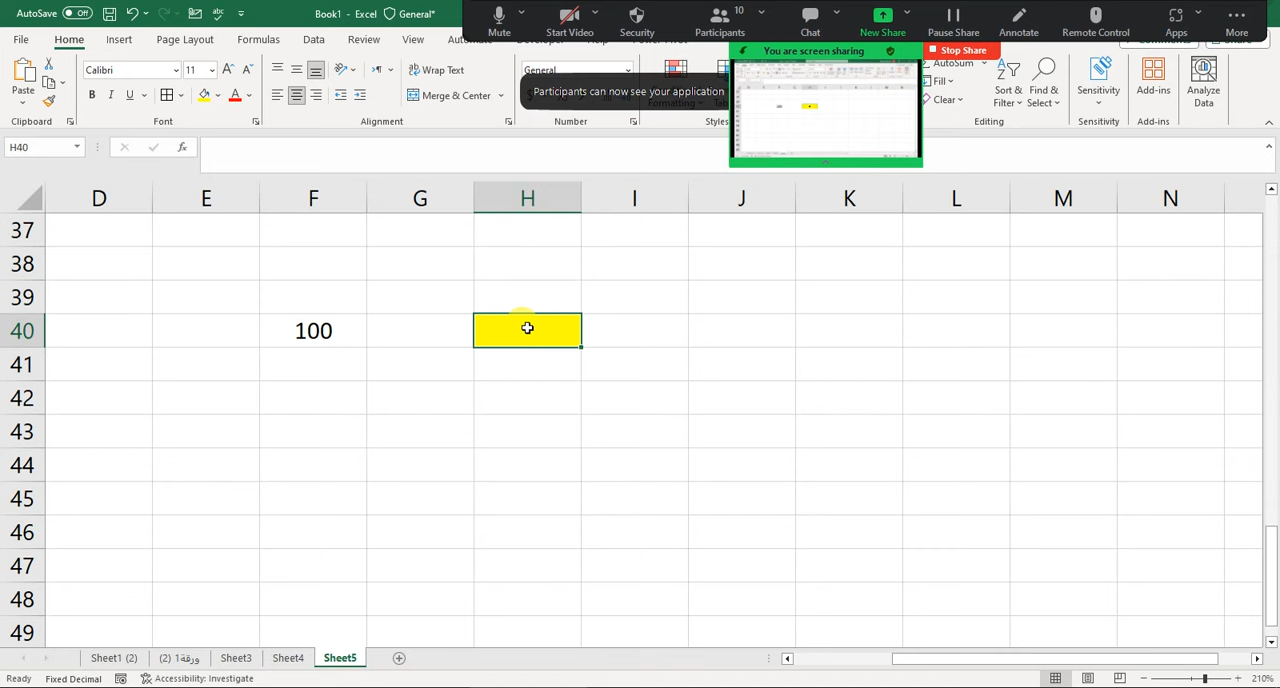 AutoSave Off Book1 - Excel General*
Mute Start Video Security Participants 10 Chat New Share Pause Share Annotate Remote Control Apps More
File Home Insert Page Layout Formulas Data Review View
You are screen sharing Stop Share
Participants can now see your application
Paste Calibri 11 Wrap Text General AutoSum
B I U Merge & Center Fill Clear Sort & Filter Find & Select Sensitivity Add-ins Analyze Data
Clipboard Font Alignment Number Styles Editing Sensitivity Add-ins
H40 fx
D E F G H I J K L M N
37
38
39
40 100
41
42
43
44
45
46
47
48
49
Sheet1 (2) ورقة1 (2) Sheet3 Sheet4 Sheet5
Ready Fixed Decimal Accessibility: Investigate 210%